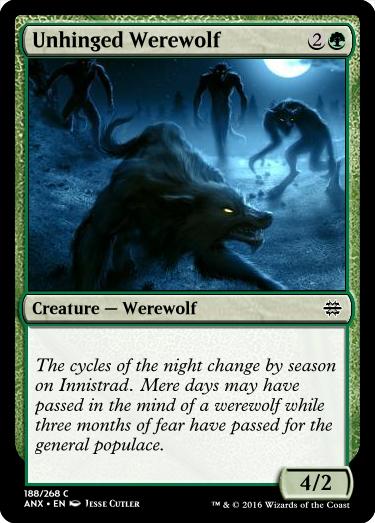 Unhinged Werewolf 2
Creature — Werewolf
The cycles of the night change by season
on Innistrad. Mere days may have
passed in the mind of a werewolf while
three months of fear have passed for the
general populace.
4/2
188/268 C
ANX • EN Jesse Cutler ™ & © 2016 Wizards of the Coast